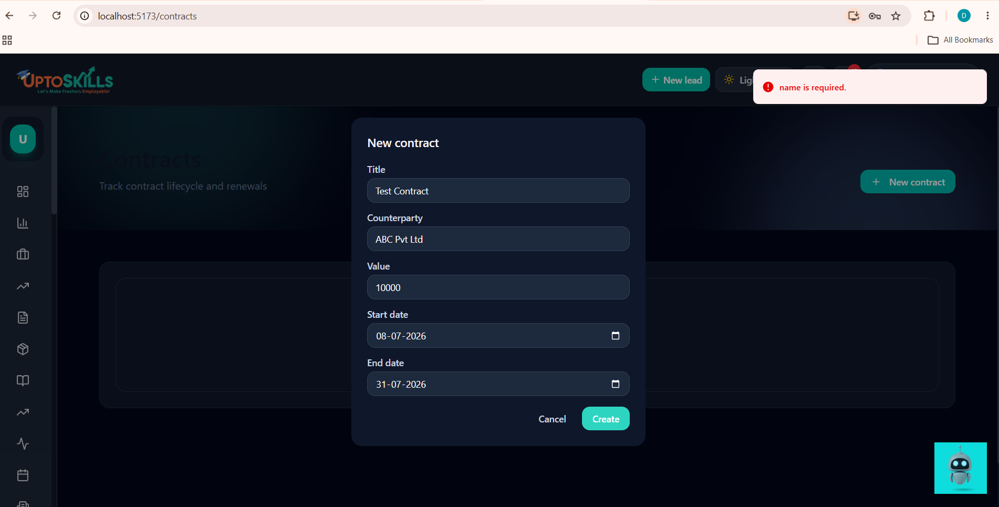 localhost:5173/contracts
All Bookmarks
UPTOSKILLS
Let's Make Freshers Employable!
New lead
name is required.
U
Contracts
Track contract lifecycle and renewals
New contract
New contract
Title
Test Contract
Counterparty
ABC Pvt Ltd
Value
10000
Start date
08-07-2026
End date
31-07-2026
Cancel
Create
D